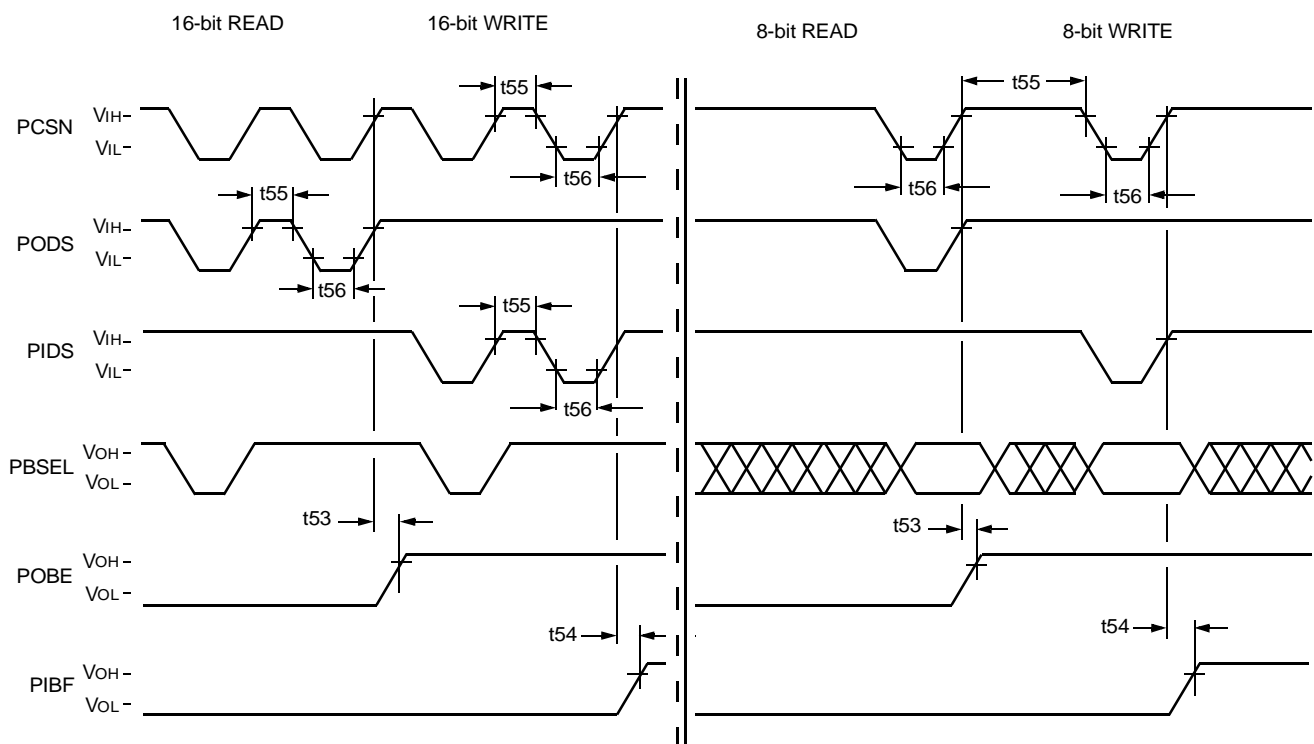 16-bit READ 16-bit WRITE 8-bit READ 8-bit WRITE
t55 t55
PCSN VIH–
VIL–
t56 t56 t56
t55
PODS VIH–
VIL–
t56 t55
PIDS VIH–
VIL–
t56
PBSEL VOH–
VOL–
t53 t53
POBE VOH–
VOL–
t54 t54
PIBF VOH–
VOL–